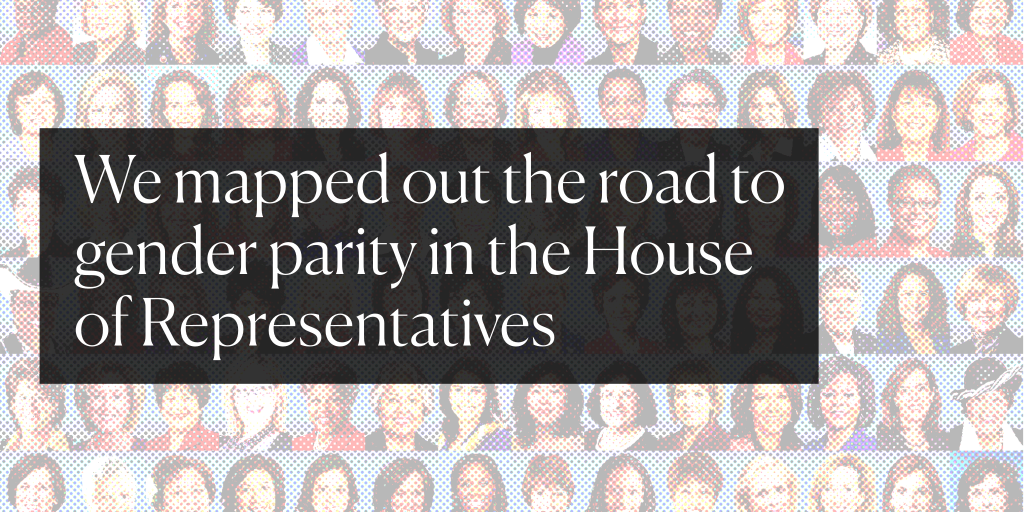 We mapped out the road to
gender parity in the House
of Representatives